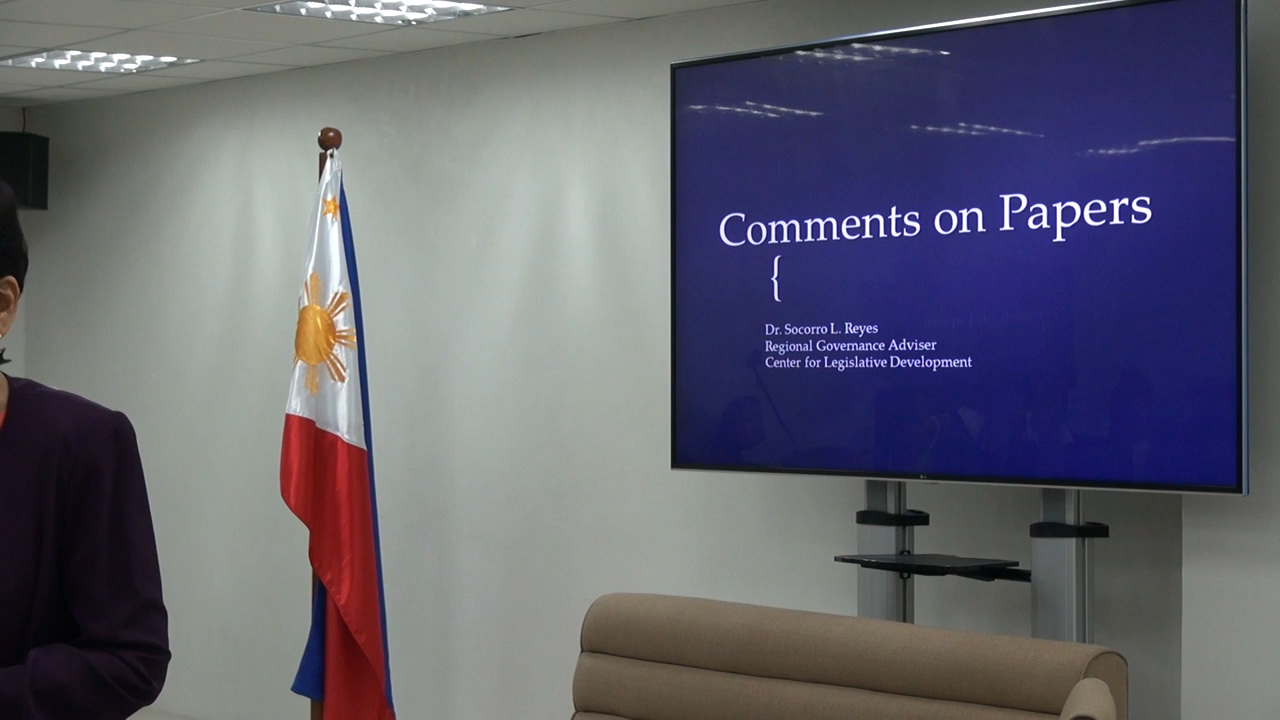 Comments on Papers
{
Dr. Socorro L. Reyes
Regional Governance Adviser
Center for Legislative Development